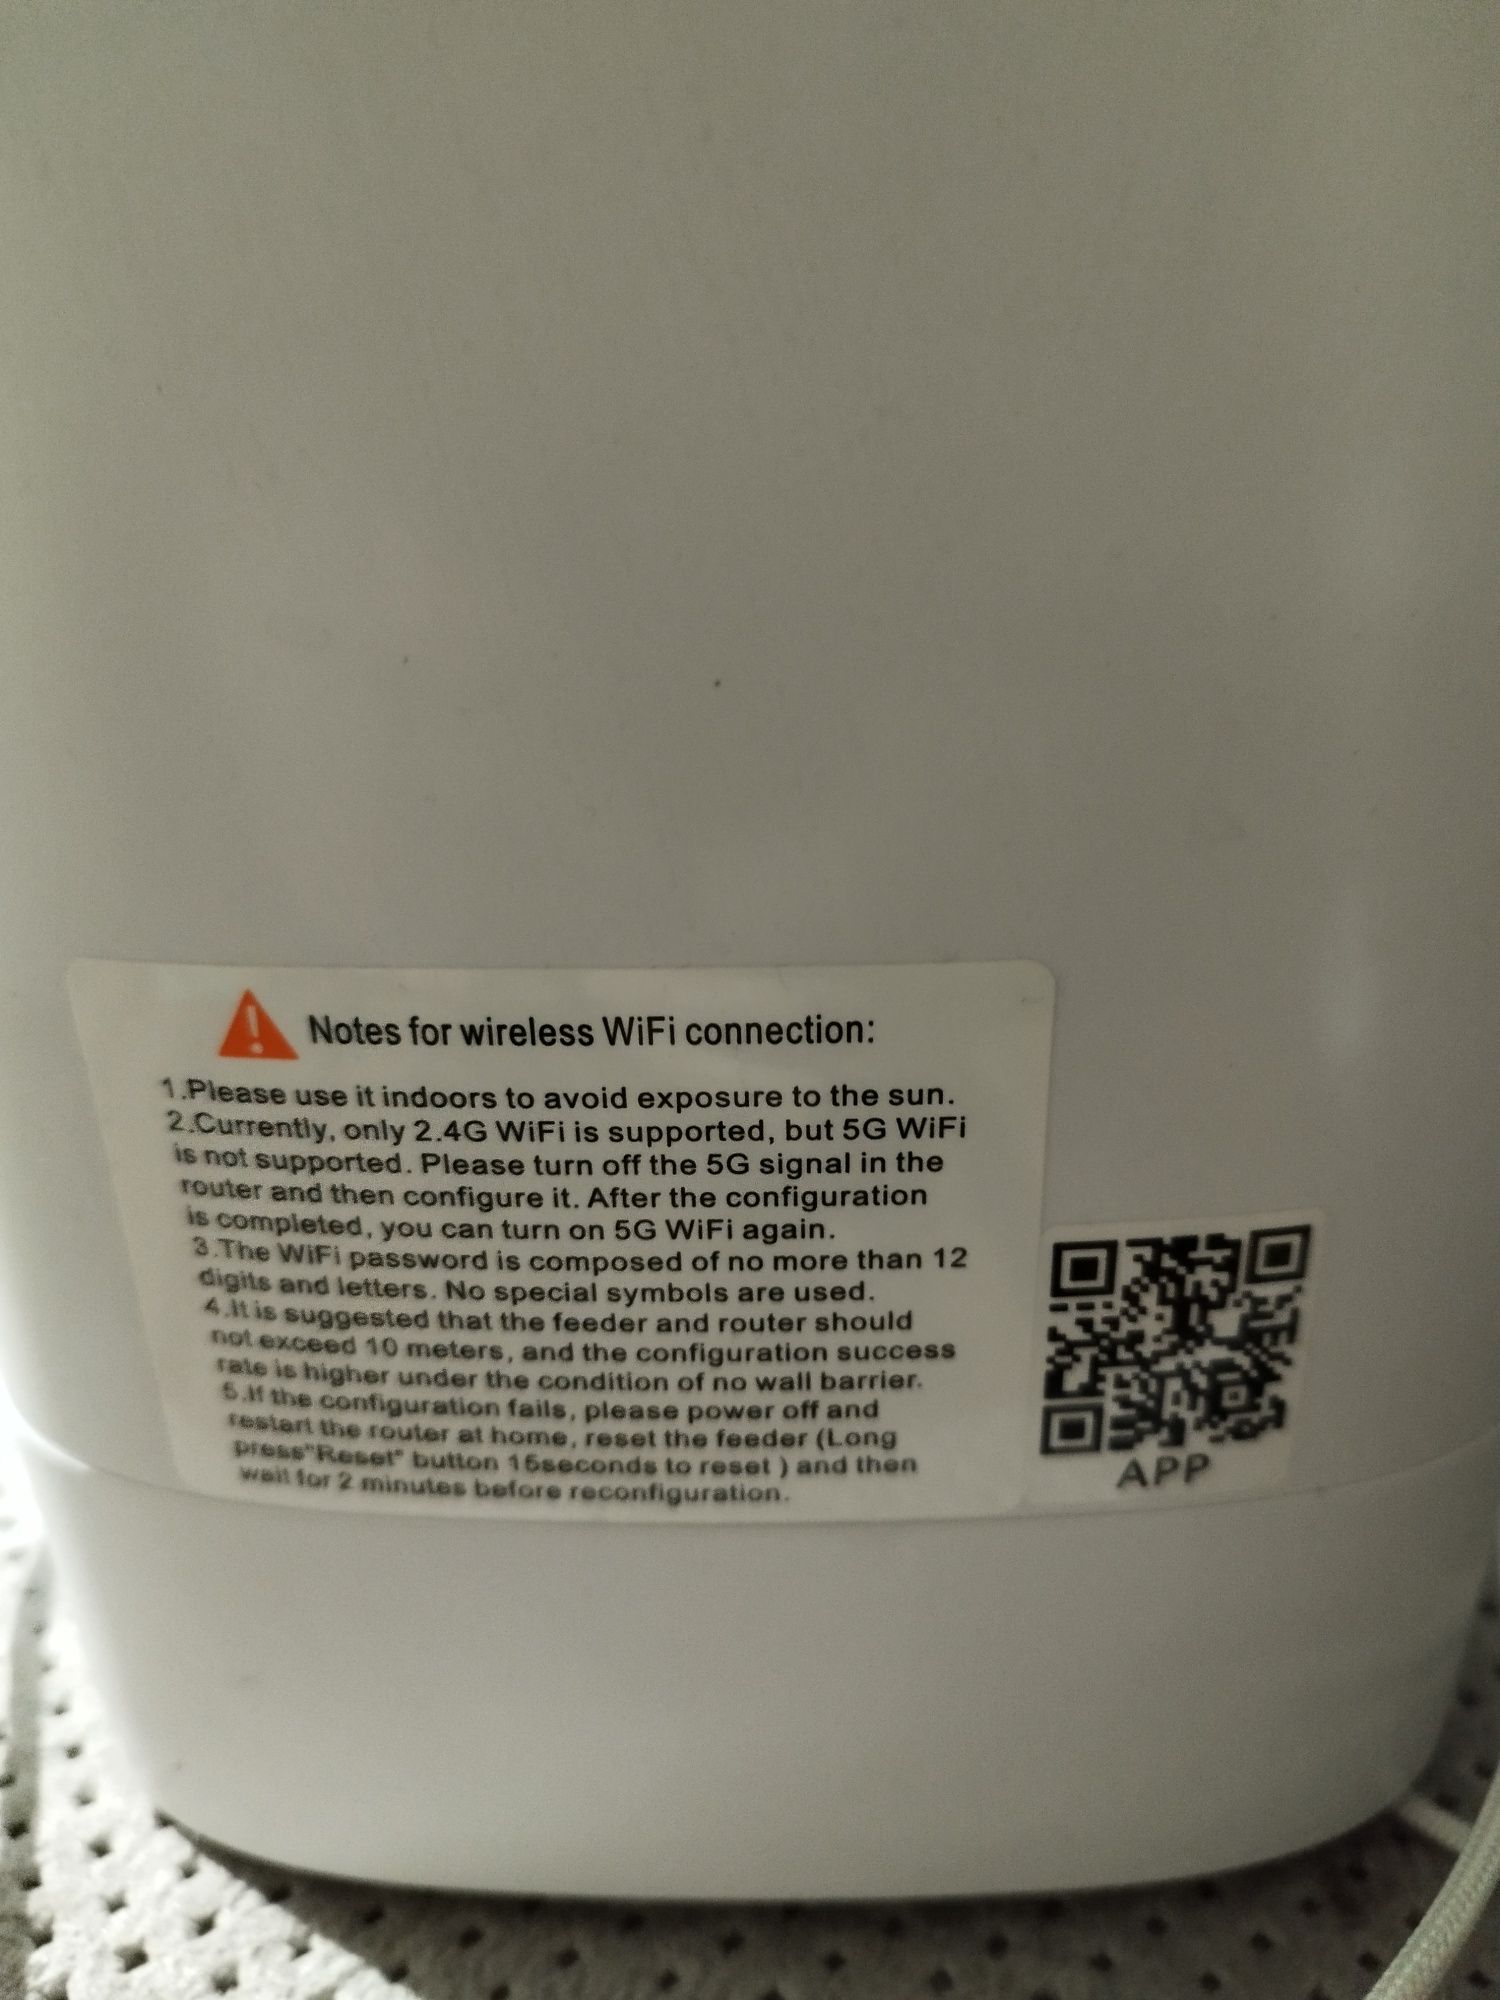 Notes for wireless WiFi connection:
1.Please use it indoors to avoid exposure to the sun.
2.Currently, only 2.4G WiFi is supported, but 5G WiFi
is not supported. Please turn off the 5G signal in the
router and then configure it. After the configuration
is completed, you can turn on 5G WiFi again.
3.The WiFi password is composed of no more than 12
digits and letters. No special symbols are used.
4.It is suggested that the feeder and router should
not exceed 10 meters, and the configuration success
rate is higher under the condition of no wall barrier.
5.If the configuration fails, please power off and
restart the router at home, reset the feeder (Long
press"Reset" button 15seconds to reset ) and then
wait for 2 minutes before reconfiguration.
APP